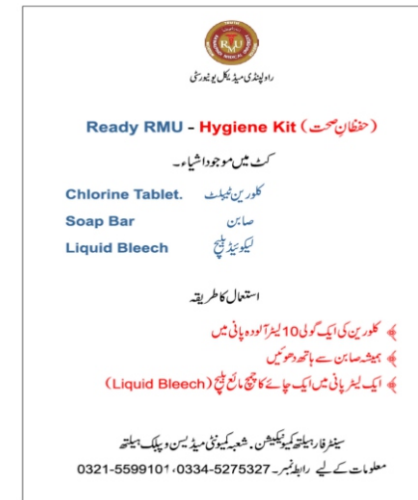 RMU
راولپنڈی میڈیکل یونیورسٹی
Ready RMU - Hygiene Kit (حفظانِ صحت)
کٹ میں موجود اشیاء۔
Chlorine Tablet. کلورین ٹیبلٹ
Soap Bar صابن
Liquid Bleech لیکوئیڈ بلیچ
استعمال کا طریقہ
کلورین کی ایک گولی 10 لیٹر آلودہ پانی میں
ہمیشہ صابن سے ہاتھ دھوئیں
ایک لیٹر پانی میں ایک چائے کا چمچ مائع بلیچ (Liquid Bleech)
سینٹر فار ہیلتھ کمیونیکیشن . شعبہ کمیونٹی میڈیسن و پبلک ہیلتھ
معلومات کے لیے رابطہ نمبر۔ 0334-5275327، 0321-5599101